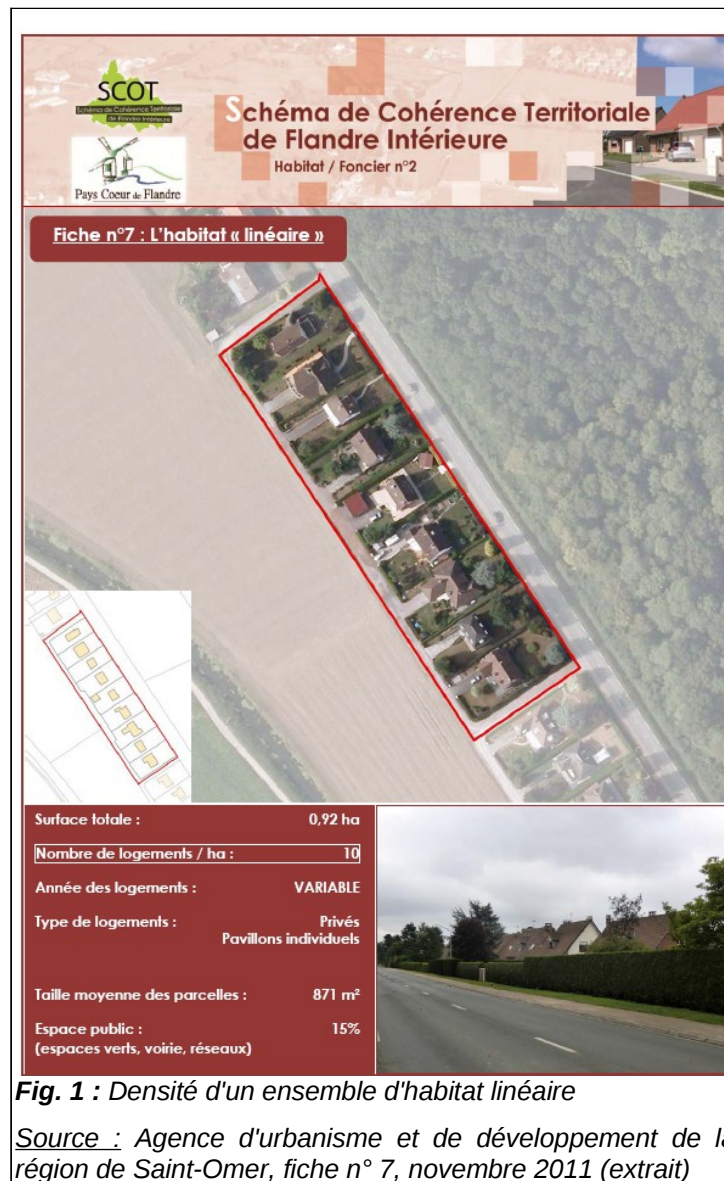 SCOT
Schéma de Cohérence Territoriale
de Flandre Intérieure
Pays Coeur de Flandre
Schéma de Cohérence Territoriale
de Flandre Intérieure
Habitat / Foncier n°2
Fiche n°7 : L'habitat « linéaire »
Surface totale : 0,92 ha
Nombre de logements / ha : 10
Année des logements : VARIABLE
Type de logements : Privés
Pavillons individuels
Taille moyenne des parcelles : 871 m²
Espace public : 15%
(espaces verts, voirie, réseaux)
Fig. 1 : Densité d'un ensemble d'habitat linéaire
Source : Agence d'urbanisme et de développement de la
région de Saint-Omer, fiche n° 7, novembre 2011 (extrait)